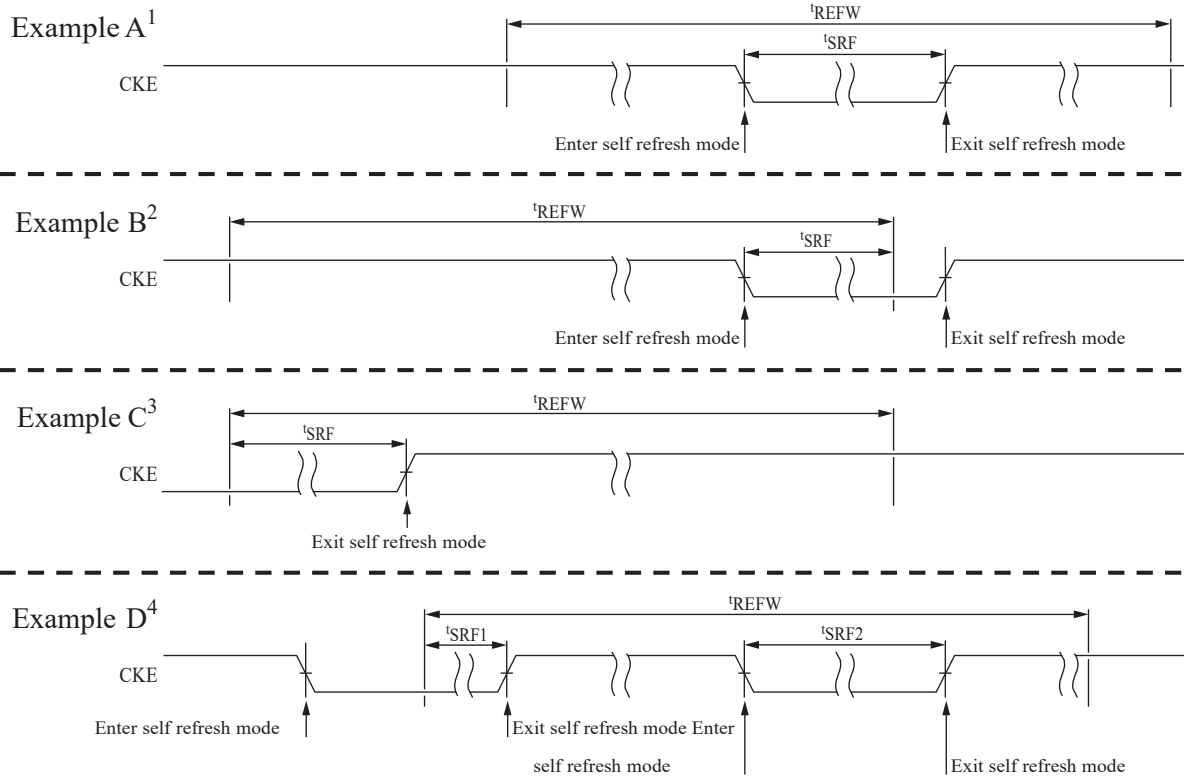 Example A¹
tREFW
tSRF
CKE
Enter self refresh mode
Exit self refresh mode
Example B²
tREFW
tSRF
CKE
Enter self refresh mode
Exit self refresh mode
Example C³
tREFW
tSRF
CKE
Exit self refresh mode
Example D⁴
tREFW
tSRF1
tSRF2
CKE
Enter self refresh mode
Exit self refresh mode Enter
self refresh mode
Exit self refresh mode